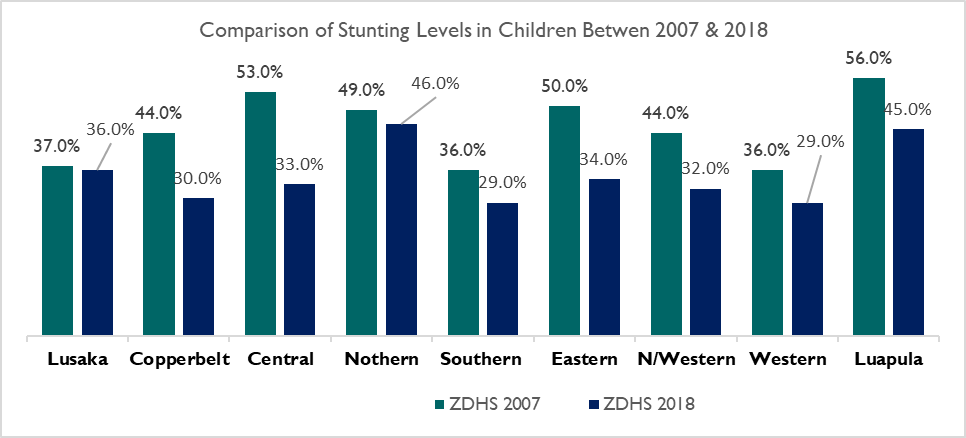 Comparison of Stunting Levels in Children Betwen 2007 & 2018
37.0% 36.0% 44.0% 30.0% 53.0% 33.0% 49.0% 46.0% 36.0% 29.0% 50.0% 34.0% 44.0% 32.0% 36.0% 29.0% 56.0% 45.0%
Lusaka Copperbelt Central Nothern Southern Eastern N/Western Western Luapula
ZDHS 2007 ZDHS 2018